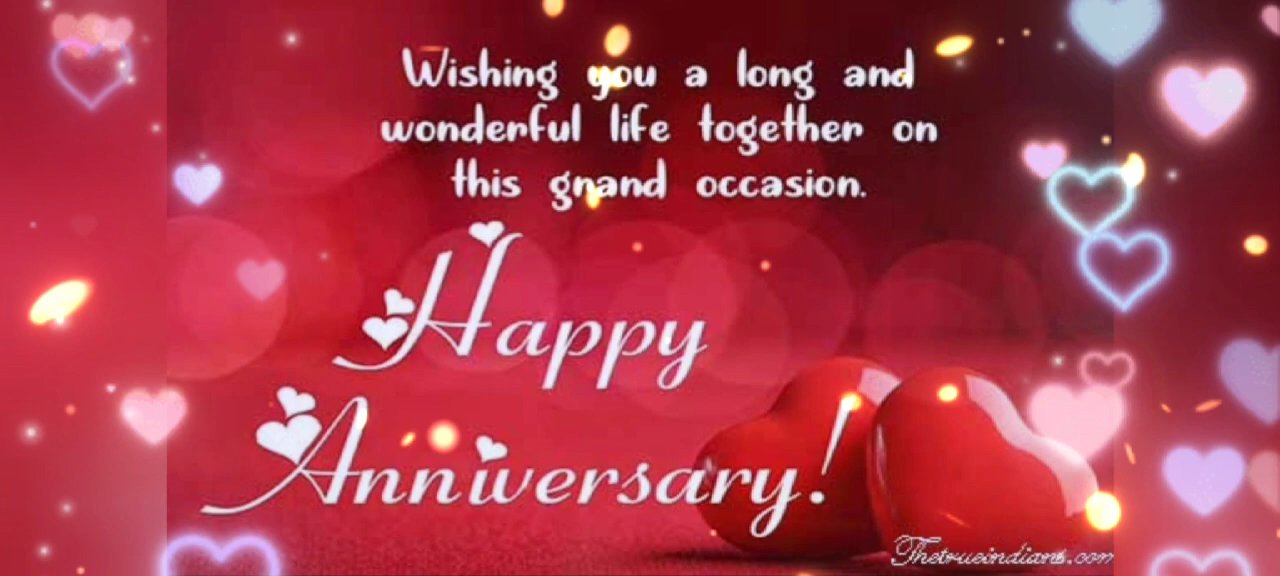 Wishing you a long and
wonderful life together on
this grand occasion.
Happy
Anniversary!
Thetrueindians.com